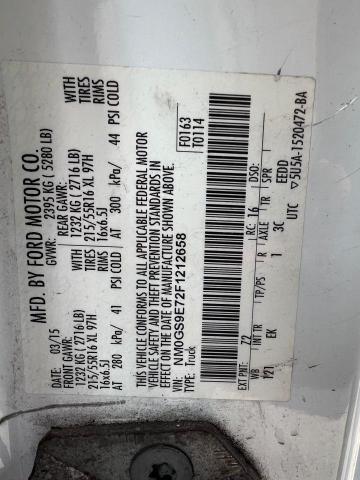 MFD. BY FORD MOTOR CO.
DATE: 03/15 GVWR: 2395 KG ( 5280 LB)
FRONT GAWR: REAR GAWR:
1232 KG ( 2716 LB) 1232 KG ( 2716 LB) WITH
215/55R16 XL 97H 215/55R16 XL 97H TIRES
16x6.5J 16x6.5J RIMS
AT 280 kPa/ 41 PSI COLD AT 300 kPa/ 44 PSI COLD
THIS VEHICLE CONFORMS TO ALL APPLICABLE FEDERAL MOTOR
VEHICLE SAFETY AND THEFT PREVENTION STANDARDS IN
EFFECT ON THE DATE OF MANUFACTURE SHOWN ABOVE.
VIN: NM0GS9E72F1212658
TYPE: Truck
F0163
T0114
EXT PNT: Z2 RC: 16 DSO:
WB INT TR TP/PS R AXLE TR SPR
121 EK 1 3C EEDD
UTC ▽5U5A-1520472-BA